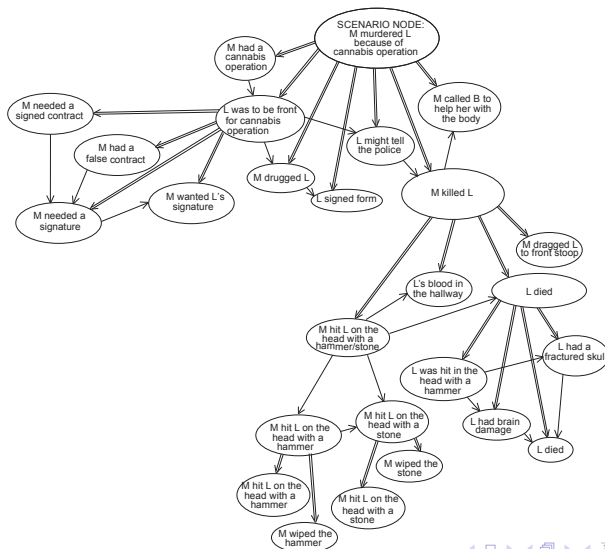 SCENARIO NODE:
M murdered L
because of
cannabis operation
M had a
cannabis
operation
M needed a
signed contract
L was to be front
for cannabis
operation
M called B to
help her with
the body
M had a
false contract
L might tell
the police
M drugged L
M killed L
M wanted L's
signature
L signed form
M needed a
signature
M dragged L
to front stoop
L's blood in
the hallway
L died
M hit L on the
head with a
hammer/stone
L had a
fractured skull
L was hit in the
head with a
hammer
M hit L on the
head with a
hammer
M hit L on the
head with a
stone
L had brain
damage
L died
M wiped the
stone
M hit L on the
head with a
hammer
M hit L on the
head with a
stone
M wiped the
hammer